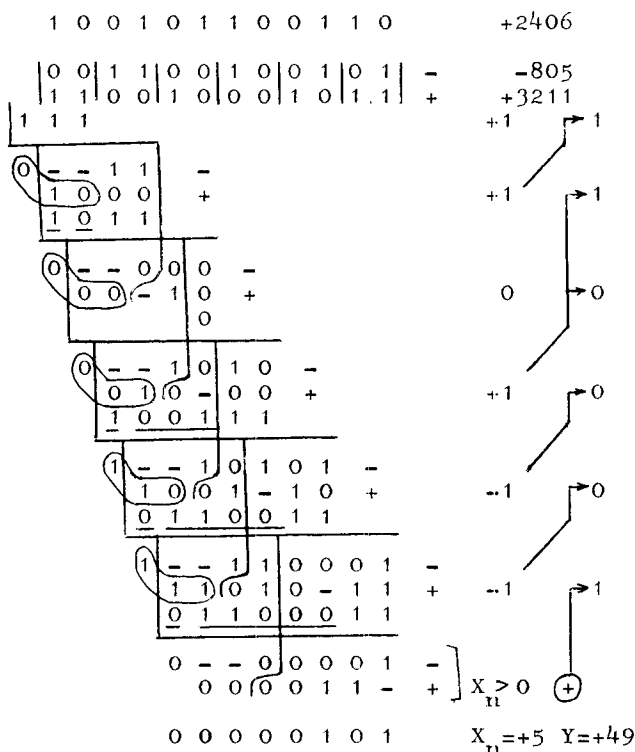 1 0 0 1 0 1 1 0 0 1 1 0 +2406
0 0 1 1 0 0 1 0 0 0 1 0 1 - -805
1 1 0 0 1 0 0 0 1 0 1 1 + +3211
1 1 1 +1 1
0 - - 1 1 -
1 0 0 0 + +1 1
1 0 1 1
0 - - 0 0 0 -
0 0 - 1 0 + 0 0
0
0 - - 1 0 1 0 -
0 1 0 - 0 0 + +1 0
1 0 0 1 1 1
1 - - 1 0 1 0 1 -
1 0 0 1 - 1 0 + -1 0
0 1 1 0 0 1 1
1 - - 1 1 0 0 0 1 -
1 1 0 1 0 - 1 1 + -1 1
0 1 1 0 0 0 1
0 - - 0 0 0 0 1 -
0 0 0 0 1 1 - + Xn > 0 +
0 0 0 0 0 1 0 1 Xn=+5 Y=+49